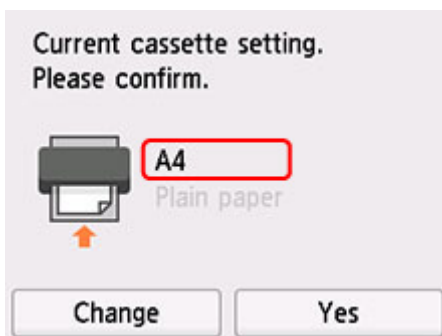 Current cassette setting.
Please confirm.
A4
Plain paper
Change
Yes